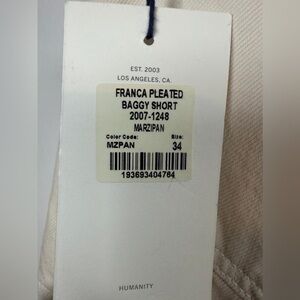 EST. 2003
LOS ANGELES, CA.
FRANCA PLEATED
BAGGY SHORT
2007-1248
MARZIPAN
Color Code: Size:
MZPAN 34
193693404764
HUMANITY